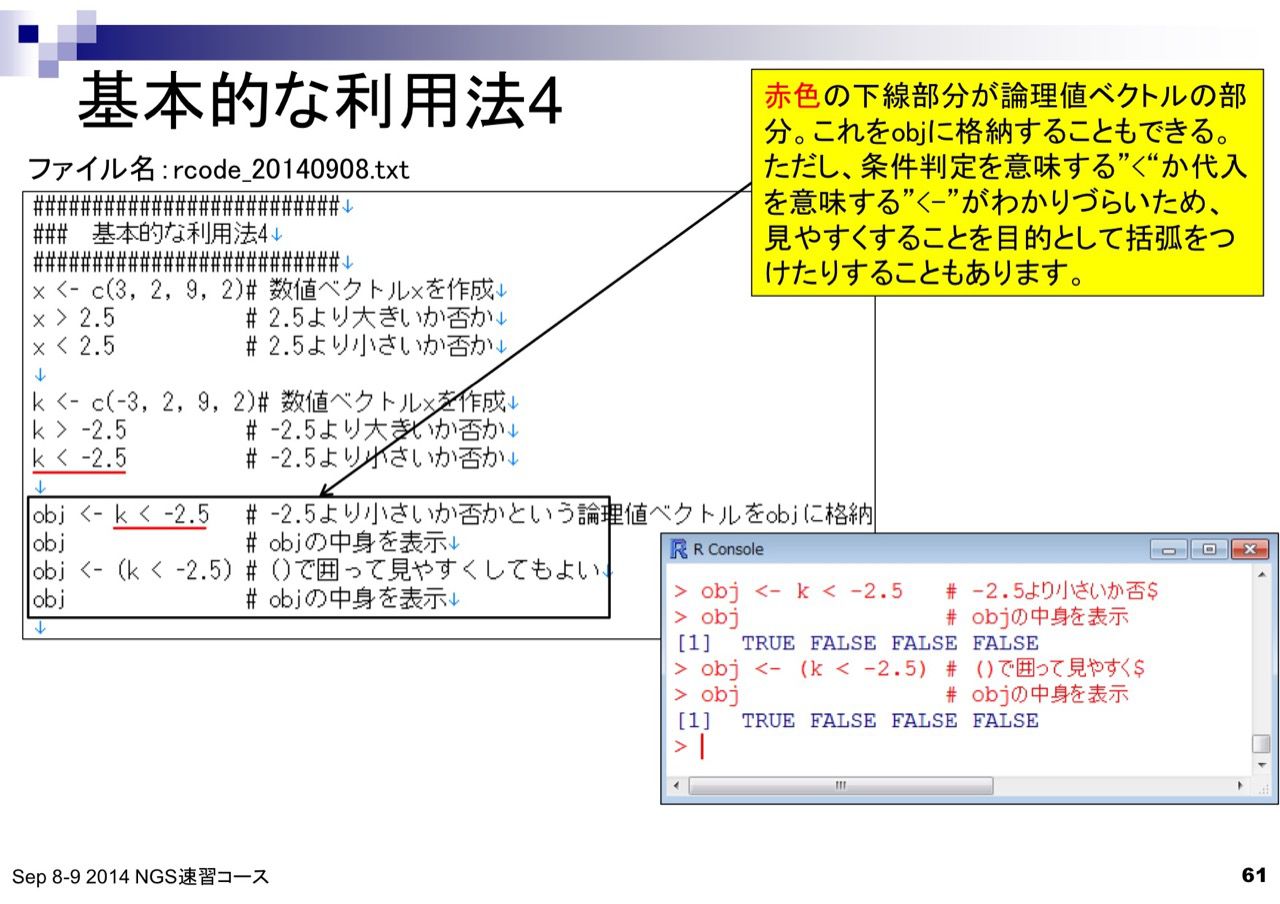 基本的な利用法4
赤色の下線部分が論理値ベクトルの部
分。これをobjに格納することもできる。
ただし、条件判定を意味する”<“か代入
を意味する”<-”がわかりづらいため、
見やすくすることを目的として括弧をつ
けたりすることもあります。
ファイル名：rcode_20140908.txt
##########################↓
### 基本的な利用法4↓
##########################↓
x <- c(3, 2, 9, 2)# 数値ベクトルxを作成↓
x > 2.5 # 2.5より大きいか否か↓
x < 2.5 # 2.5より小さいか否か↓
↓
k <- c(-3, 2, 9, 2)# 数値ベクトルxを作成↓
k > -2.5 # -2.5より大きいか否か↓
k < -2.5 # -2.5より小さいか否か↓
↓
obj <- k < -2.5 # -2.5より小さいか否かという論理値ベクトルをobjに格納
obj # objの中身を表示↓
obj <- (k < -2.5) # ()で囲って見やすくしてもよい↓
obj # objの中身を表示↓
↓
R Console
> obj <- k < -2.5 # -2.5より小さいか否$
> obj # objの中身を表示
[1] TRUE FALSE FALSE FALSE
> obj <- (k < -2.5) # ()で囲って見やすく$
> obj # objの中身を表示
[1] TRUE FALSE FALSE FALSE
>
Sep 8-9 2014 NGS速習コース
61